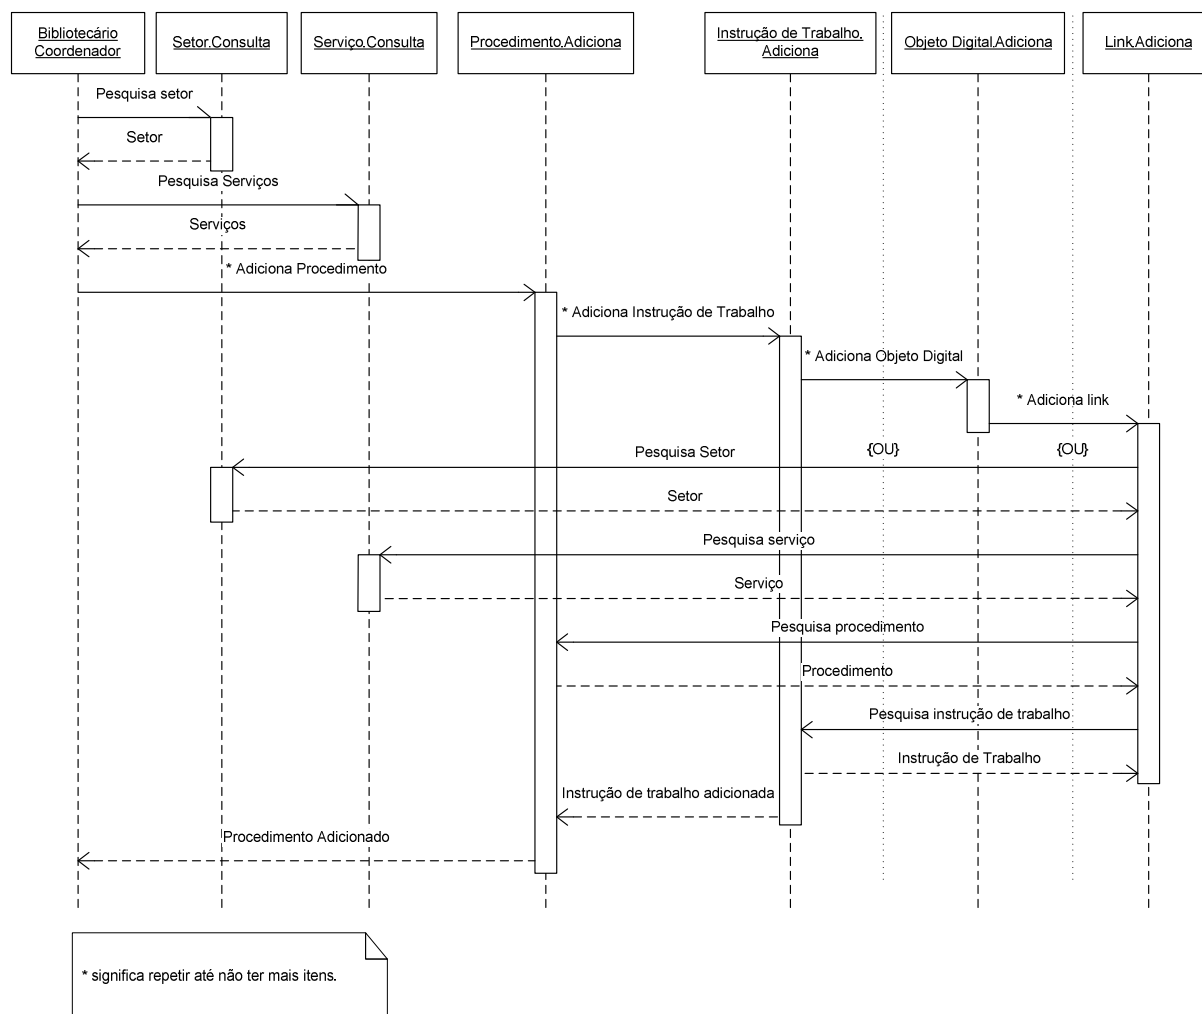 Bibliotecário
Coordenador
Setor.Consulta
Serviço.Consulta
Procedimento.Adiciona
Instrução de Trabalho.
Adiciona
Objeto Digital.Adiciona
Link.Adiciona
Pesquisa setor
Setor
Pesquisa Serviços
Serviços
* Adiciona Procedimento
* Adiciona Instrução de Trabalho
* Adiciona Objeto Digital
* Adiciona link
Pesquisa Setor
{OU}
{OU}
Setor
Pesquisa serviço
Serviço
Pesquisa procedimento
Procedimento
Pesquisa instrução de trabalho
Instrução de Trabalho
Instrução de trabalho adicionada
Procedimento Adicionado
* significa repetir até não ter mais itens.